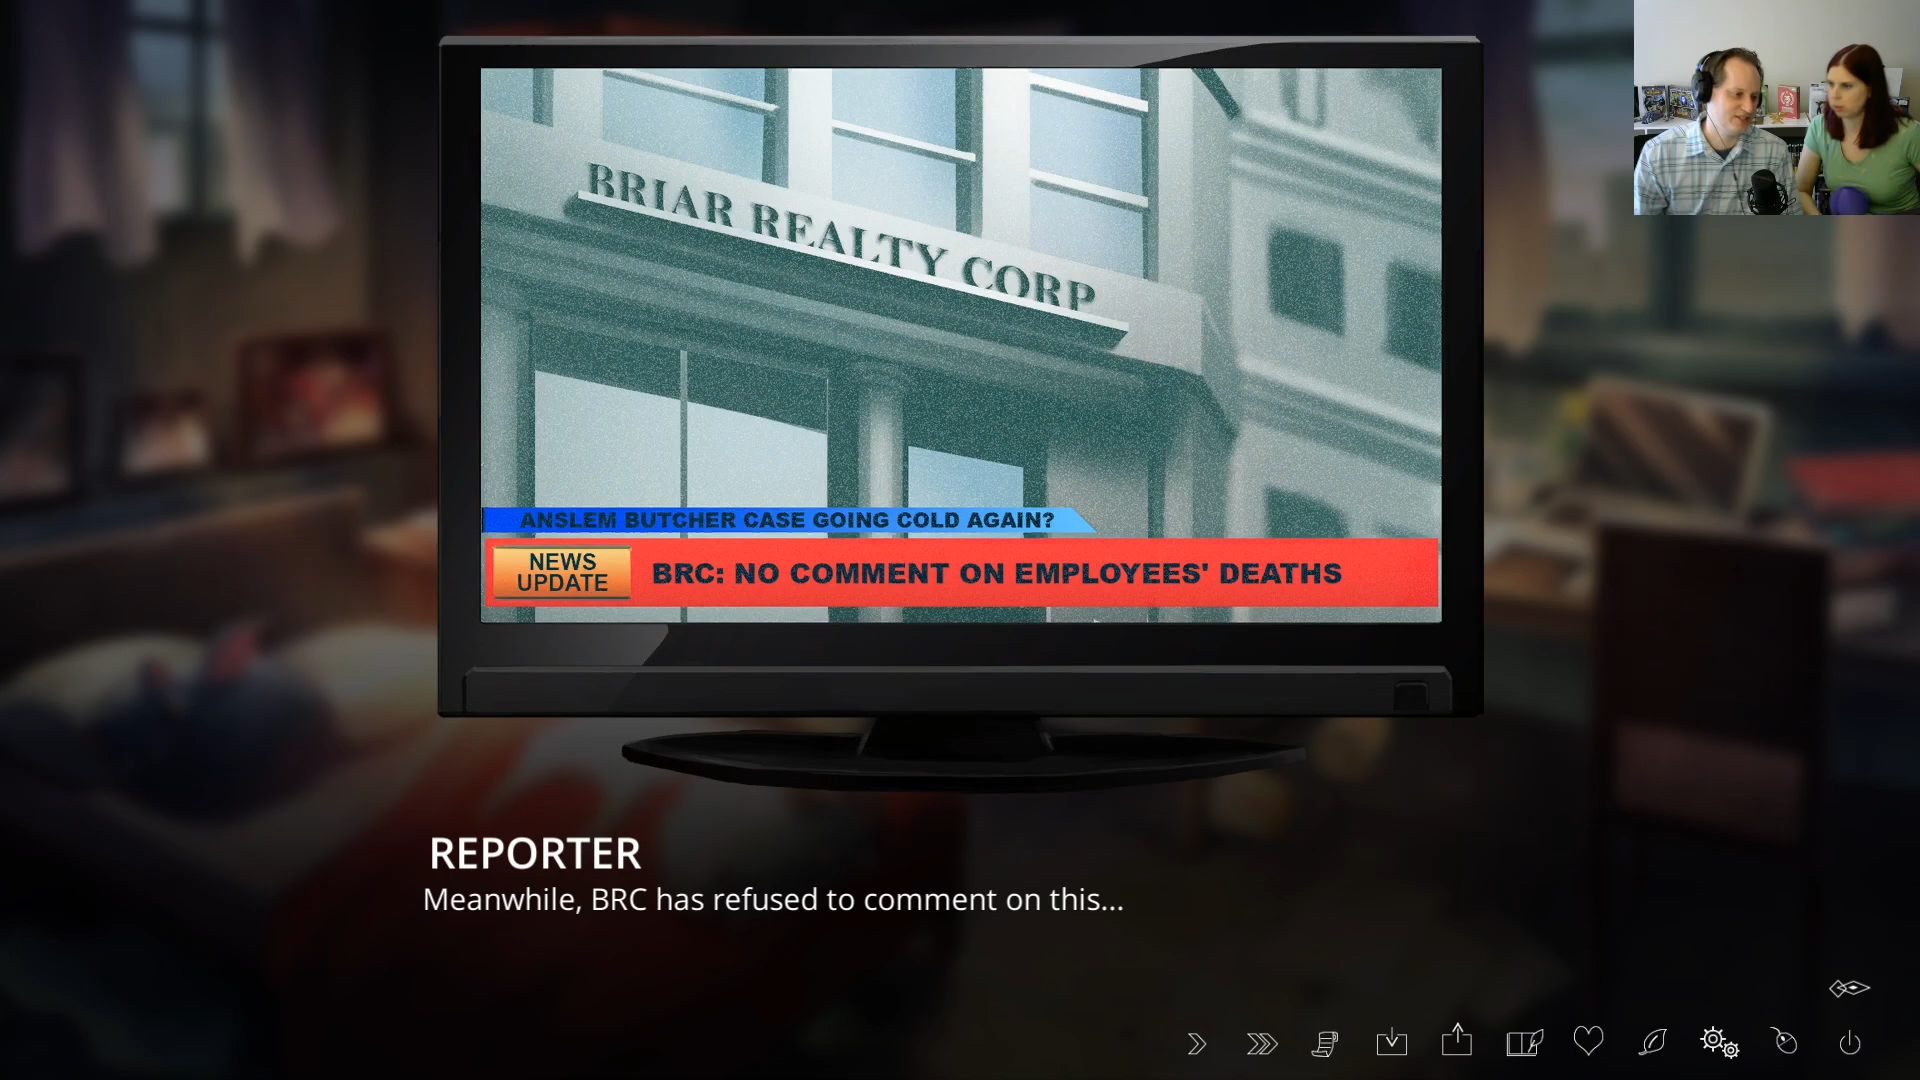 BRIAR REALTY CORP
ANSLEM BUTCHER CASE GOING COLD AGAIN?
NEWS
UPDATE
BRC: NO COMMENT ON EMPLOYEES' DEATHS
REPORTER
Meanwhile, BRC has refused to comment on this...